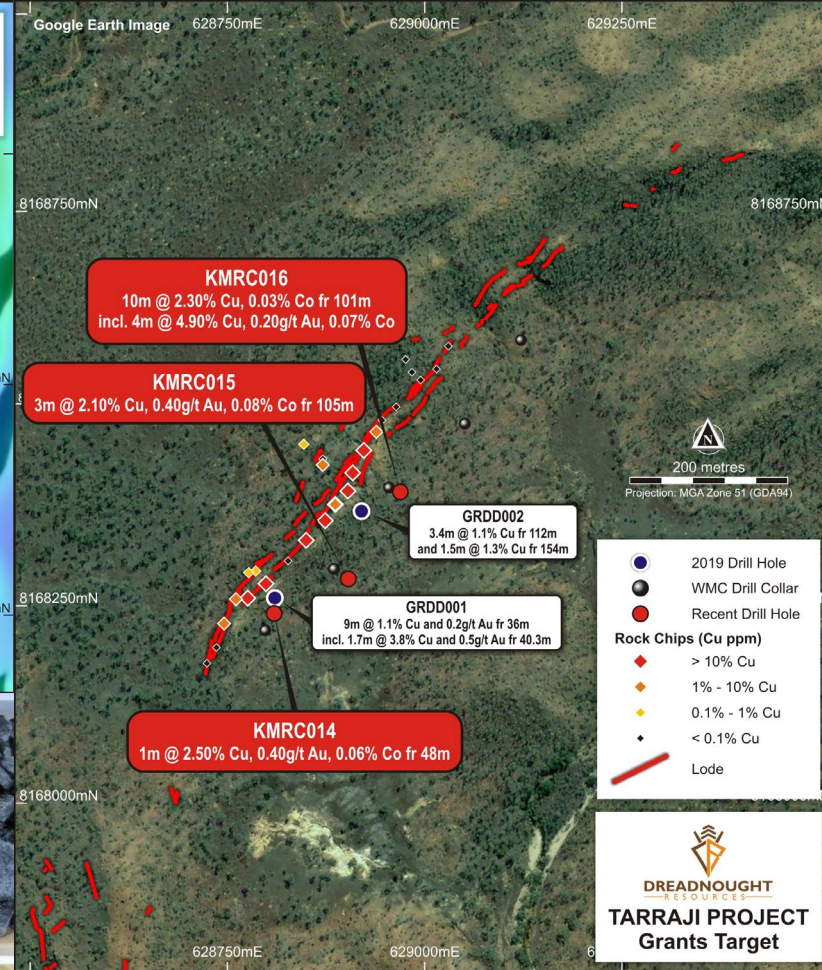 Google Earth Image
628750mE
629000mE
629250mE
8168750mN
8168750mN
KMRC016
10m @ 2.30% Cu, 0.03% Co fr 101m
incl. 4m @ 4.90% Cu, 0.20g/t Au, 0.07% Co
KMRC015
3m @ 2.10% Cu, 0.40g/t Au, 0.08% Co fr 105m
N
200 metres
Projection: MGA Zone 51 (GDA94)
GRDD002
3.4m @ 1.1% Cu fr 112m
and 1.5m @ 1.3% Cu fr 154m
8168250mN
GRDD001
9m @ 1.1% Cu and 0.2g/t Au fr 36m
incl. 1.7m @ 3.8% Cu and 0.5g/t Au fr 40.3m
2019 Drill Hole
WMC Drill Collar
Recent Drill Hole
Rock Chips (Cu ppm)
> 10% Cu
1% - 10% Cu
0.1% - 1% Cu
< 0.1% Cu
Lode
KMRC014
1m @ 2.50% Cu, 0.40g/t Au, 0.06% Co fr 48m
8168000mN
DREADNOUGHT
RESOURCES
TARRAJI PROJECT
Grants Target
628750mE
629000mE